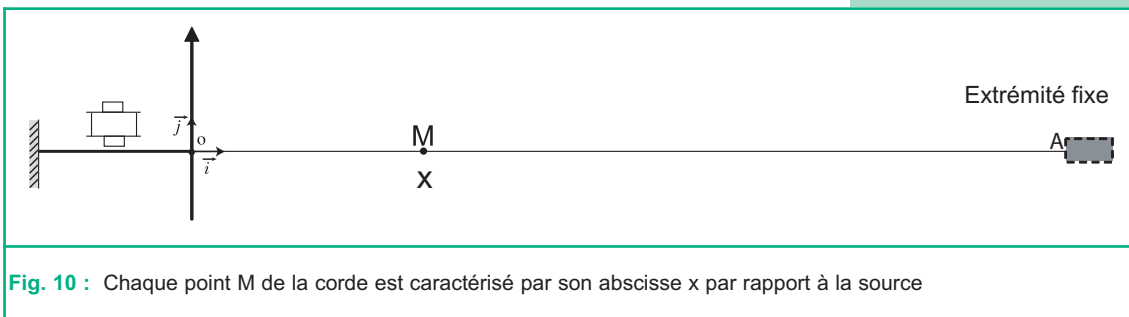 Extrémité fixe
j
o
M
A
i
x
Fig. 10 : Chaque point M de la corde est caractérisé par son abscisse x par rapport à la source